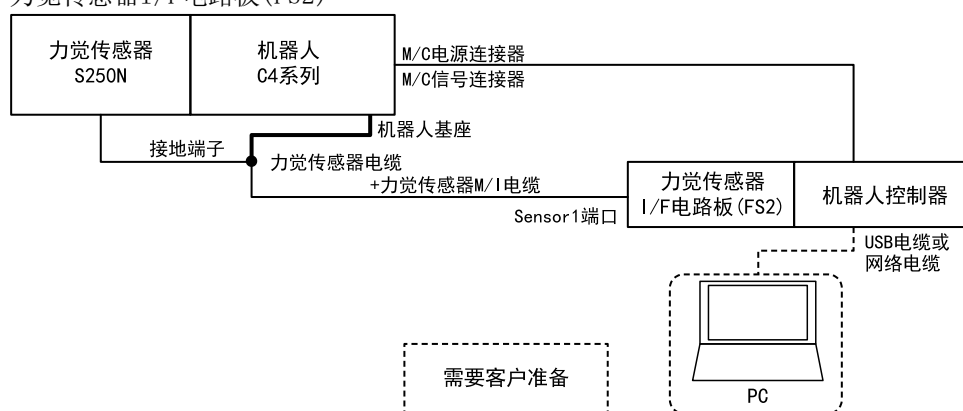 力觉传感器I/F电路板(FS2)
力觉传感器
S250N
机器人
C4系列
M/C电源连接器
M/C信号连接器
机器人基座
接地端子
力觉传感器电缆
+力觉传感器M/I电缆
Sensor1端口
力觉传感器
I/F电路板(FS2)
机器人控制器
USB电缆或
网络电缆
需要客户准备
PC